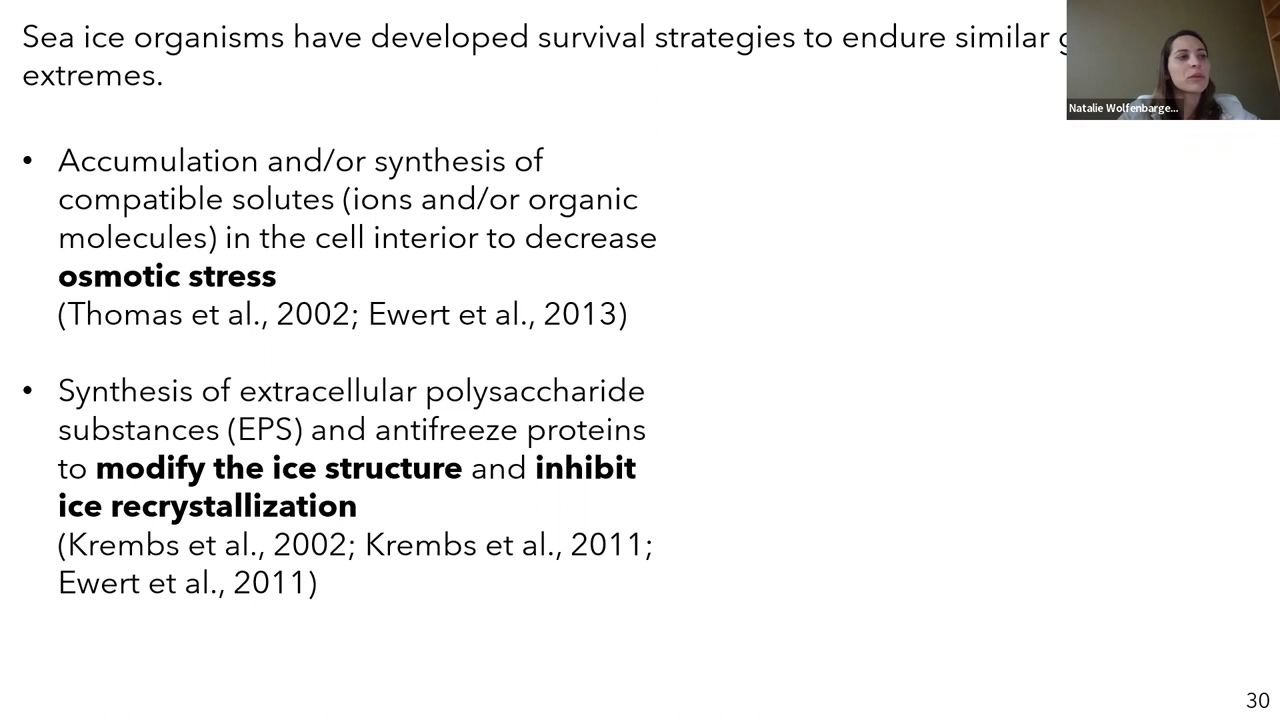 Sea ice organisms have developed survival strategies to endure similar
extremes.
Natalie Wolfenbarge...
• Accumulation and/or synthesis of
compatible solutes (ions and/or organic
molecules) in the cell interior to decrease
osmotic stress
(Thomas et al., 2002; Ewert et al., 2013)
• Synthesis of extracellular polysaccharide
substances (EPS) and antifreeze proteins
to modify the ice structure and inhibit
ice recrystallization
(Krembs et al., 2002; Krembs et al., 2011;
Ewert et al., 2011)
30